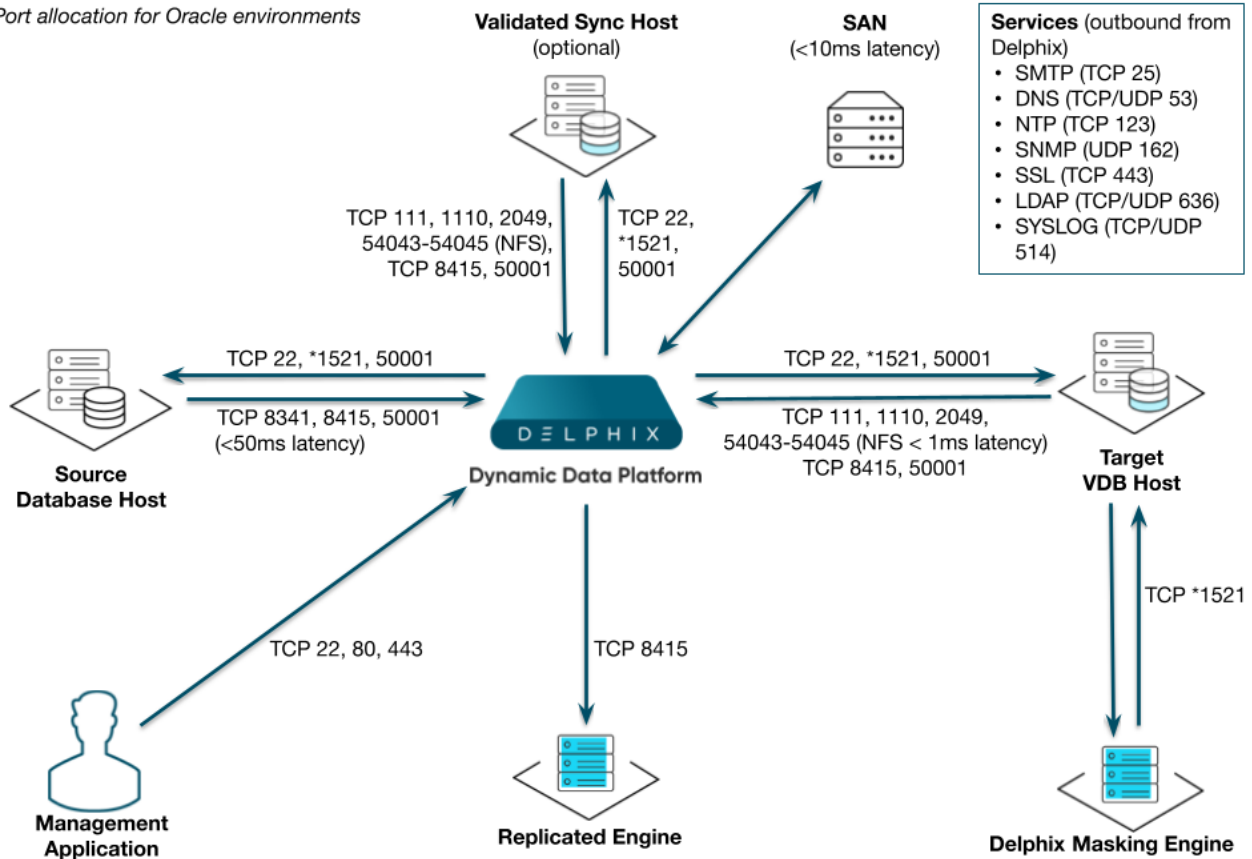 Port allocation for Oracle environments
Validated Sync Host
(optional)
SAN
(<10ms latency)
Services (outbound from
Delphix)
• SMTP (TCP 25)
• DNS (TCP/UDP 53)
• NTP (TCP 123)
• SNMP (UDP 162)
• SSL (TCP 443)
• LDAP (TCP/UDP 636)
• SYSLOG (TCP/UDP
514)
TCP 111, 1110, 2049,
54043-54045 (NFS),
TCP 8415, 50001
TCP 22,
*1521,
50001
TCP 22, *1521, 50001
TCP 8341, 8415, 50001
(<50ms latency)
Source
Database Host
DELPHIX
Dynamic Data Platform
TCP 22, *1521, 50001
TCP 111, 1110, 2049,
54043-54045 (NFS < 1ms latency)
TCP 8415, 50001
Target
VDB Host
TCP 22, 80, 443
TCP 8415
TCP *1521
Management
Application
Replicated Engine
Delphix Masking Engine